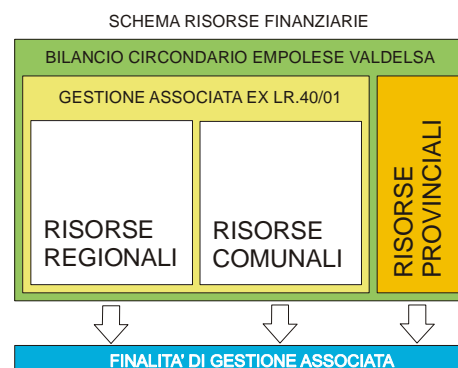 SCHEMA RISORSE FINANZIARIE
BILANCIO CIRCONDARIO EMPOLESE VALDELSA
GESTIONE ASSOCIATA EX LR.40/01
RISORSE
REGIONALI
RISORSE
COMUNALI
RISORSE
PROVINCIALI
FINALITA' DI GESTIONE ASSOCIATA